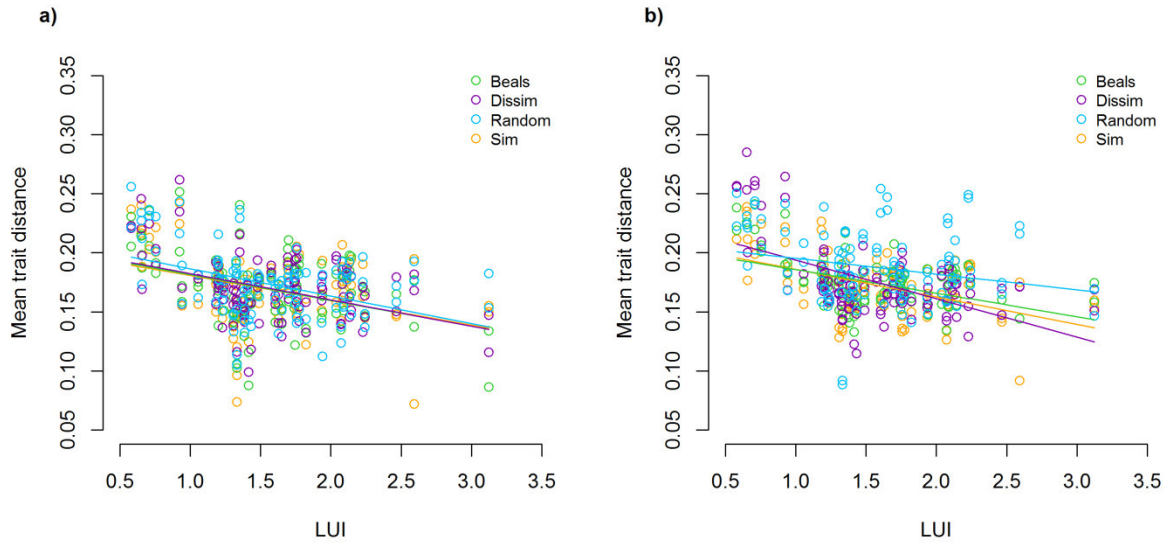 a)
Mean trait distance
0.35
0.30
0.25
0.20
0.15
0.10
0.05
Beals
Dissim
Random
Sim
0.5 1.0 1.5 2.0 2.5 3.0 3.5
LUI
b)
Mean trait distance
0.35
0.30
0.25
0.20
0.15
0.10
0.05
Beals
Dissim
Random
Sim
0.5 1.0 1.5 2.0 2.5 3.0 3.5
LUI